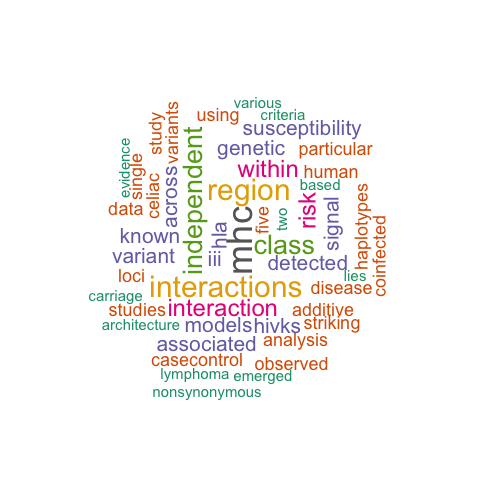 various
using
criteria
susceptibility
study
variants
genetic
particular
evidence
single
celiac
across
independent
within
human
region
based
data
risk
haplotypes
known
hla
mhc
five
two
signal
coinfected
variant
iii
class
detected
loci
lies
interactions
disease
carriage
studies
interaction
additive
architecture
models
hivks
striking
associated
analysis
casecontrol
observed
lymphoma
emerged
nonsynonymous